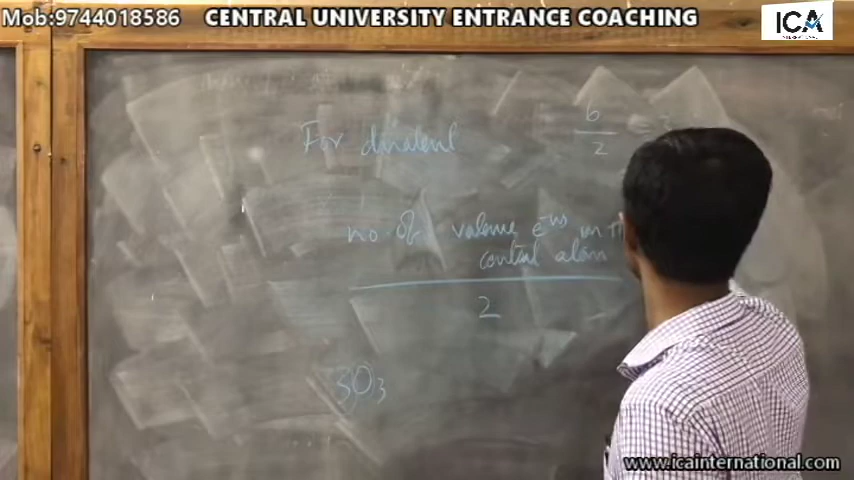 Mob:9744018586 CENTRAL UNIVERSITY ENTRANCE COACHING
ICA
INTERNATIONAL
For divalent
6
2
no. of valence e-ns in
central atom
2
SO3
www.icainternational.com